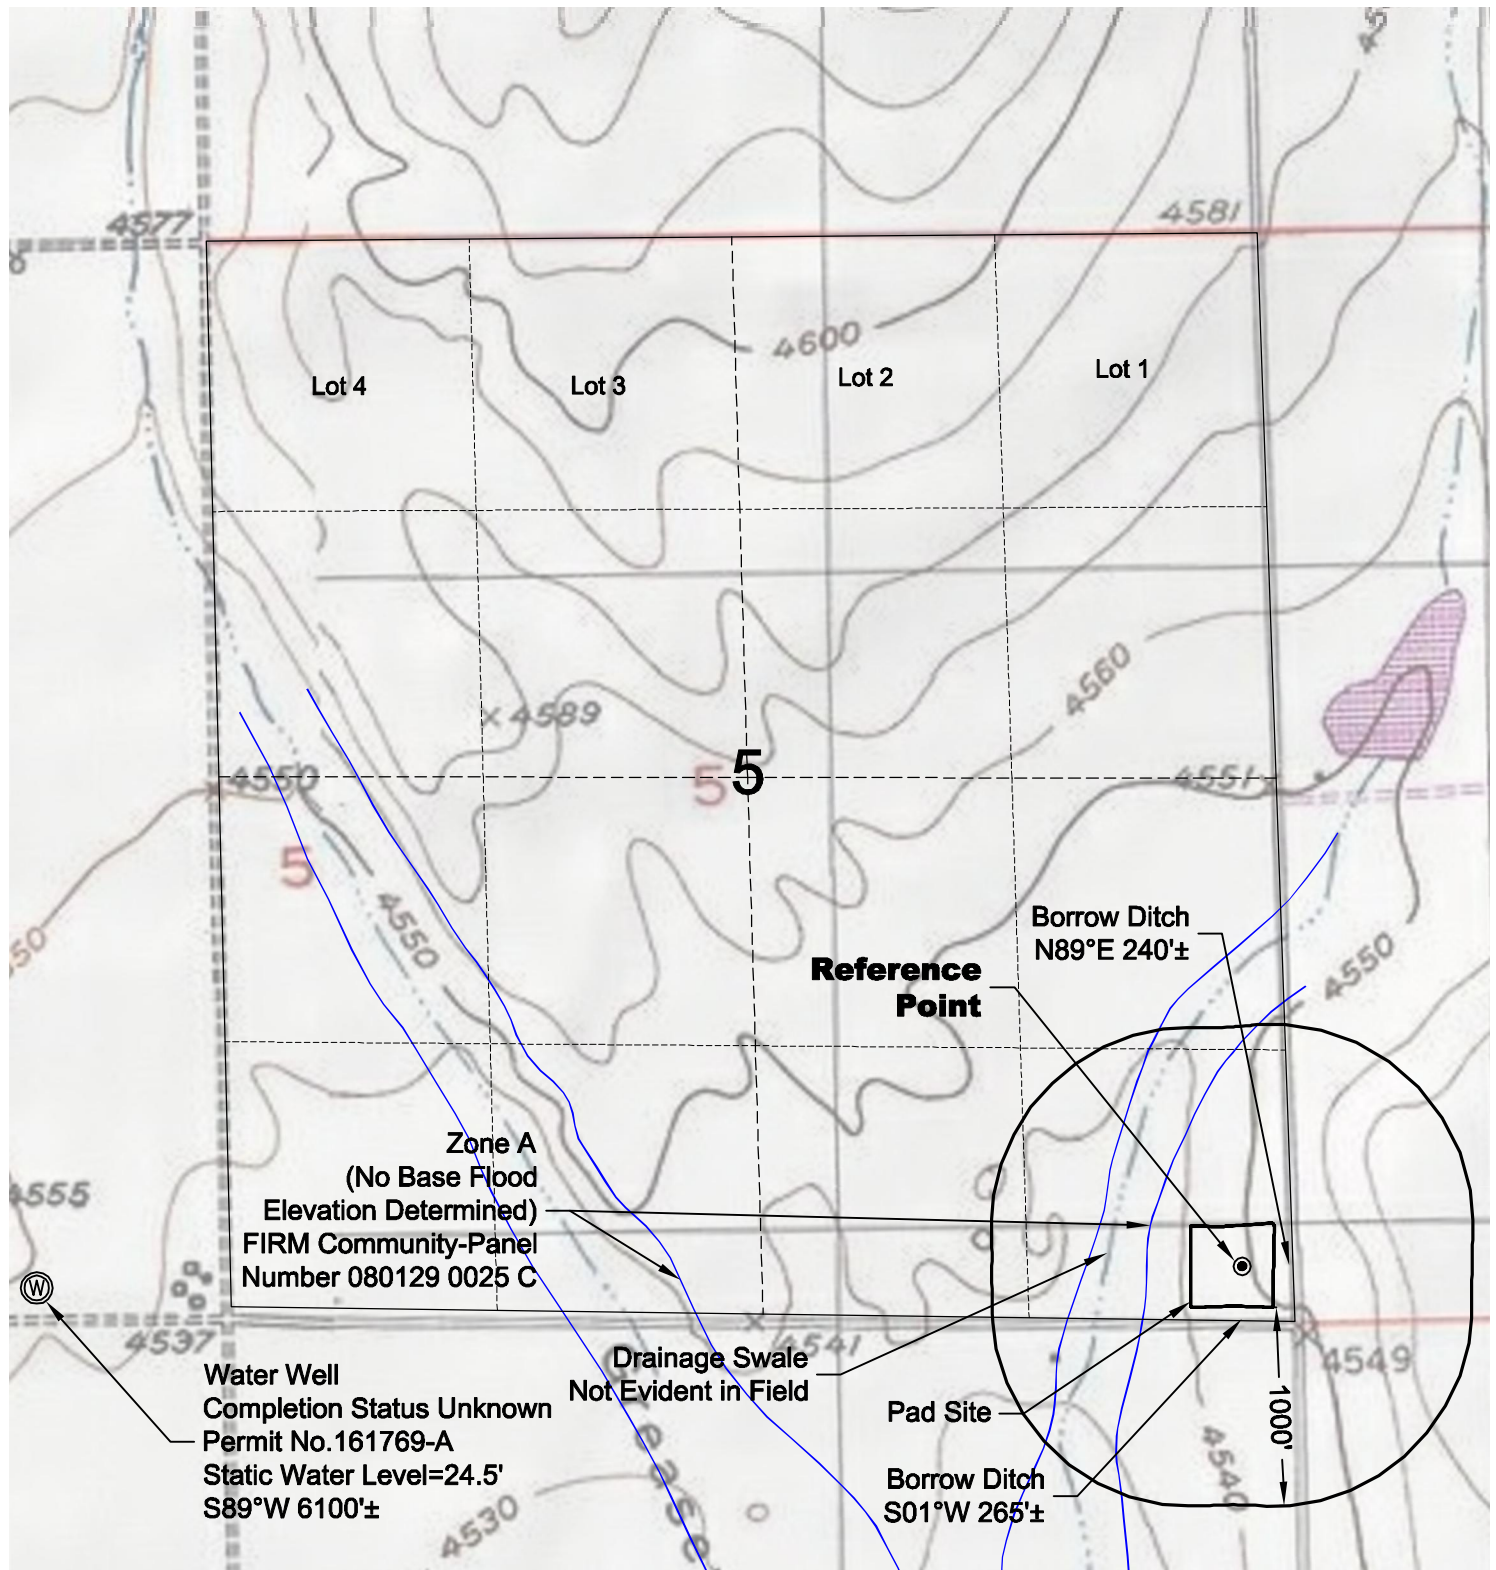 45
4577
4581
4600
Lot 4
Lot 3
Lot 2
Lot 1
4560
4589
5
5
4550
4551
5
4550
50
Borrow Ditch
N89°E 240'±
Reference
Point
4550
Zone A
(No Base Flood
Elevation Determined)
FIRM Community-Panel
Number 080129 0025 C
4555
W
4537
4541
4549
Water Well
Completion Status Unknown
Permit No.161769-A
Static Water Level=24.5'
S89°W 6100'±
Drainage Swale
Not Evident in Field
Pad Site
1000'
4540
Borrow Ditch
S01°W 265'±
4530
Grease